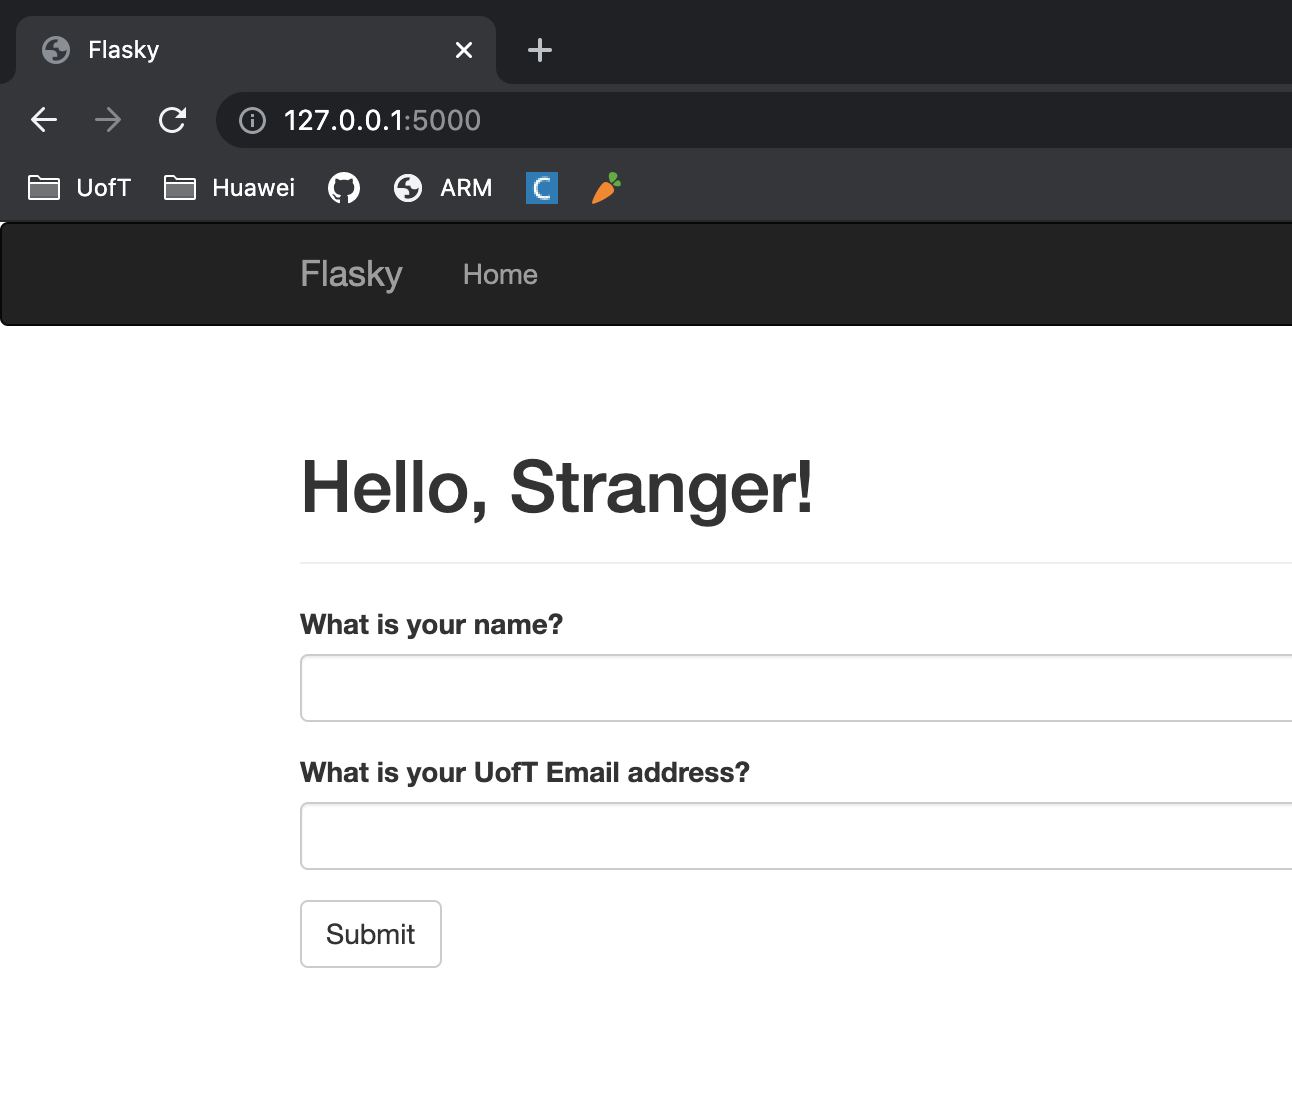 Flasky
127.0.0.1:5000
UofT Huawei ARM C
Flasky Home
Hello, Stranger!
What is your name?
What is your UofT Email address?
Submit